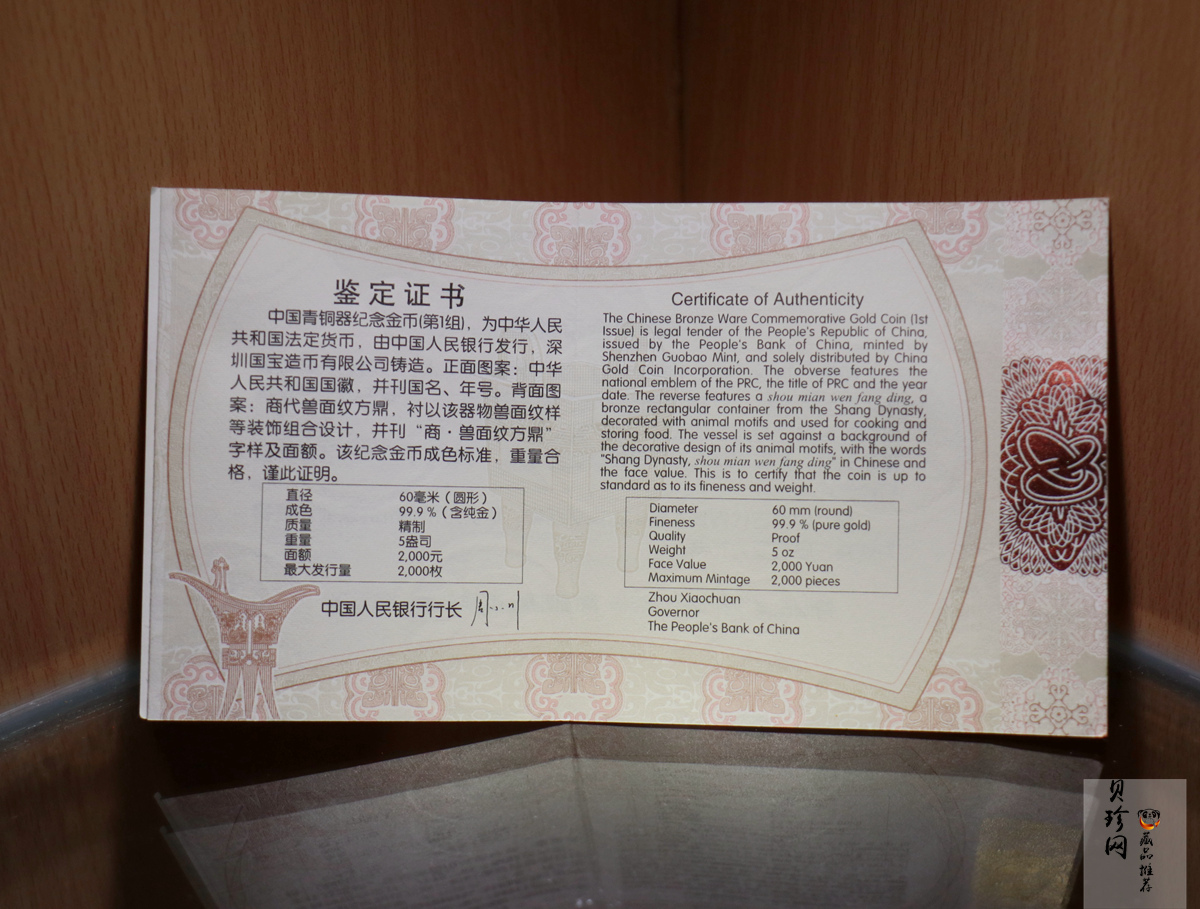 鉴定证书
中国青铜器纪念金币(第1组)，为中华人民
共和国法定货币，由中国人民银行发行，深
圳国宝造币有限公司铸造。正面图案：中华
人民共和国国徽，并刊国名、年号。背面图
案：商代兽面纹方鼎，衬以该器物兽面纹样
等装饰组合设计，并刊“商·兽面纹方鼎”
字样及面额。该纪念金币成色标准，重量合
格，谨此证明。
直径 60毫米（圆形）
成色 99.9％（含纯金）
质量 精制
重量 5盎司
面额 2,000元
最大发行量 2,000枚
中国人民银行行长 周小川
Certificate of Authenticity
The Chinese Bronze Ware Commemorative Gold Coin (1st
Issue) is legal tender of the People's Republic of China,
issued by the People's Bank of China, minted by
Shenzhen Guobao Mint, and solely distributed by China
Gold Coin Incorporation. The obverse features the
national emblem of the PRC, the title of PRC and the year
date. The reverse features a shou mian wen fang ding, a
bronze rectangular container from the Shang Dynasty,
decorated with animal motifs and used for cooking and
storing food. The vessel is set against a background of
the decorative design of its animal motifs, with the words
"Shang Dynasty, shou mian wen fang ding" in Chinese and
the face value. This is to certify that the coin is up to
standard as to its fineness and weight.
Diameter 60 mm (round)
Fineness 99.9 % (pure gold)
Quality Proof
Weight 5 oz
Face Value 2,000 Yuan
Maximum Mintage 2,000 pieces
Zhou Xiaochuan
Governor
The People's Bank of China
贝珍网
藏品推荐